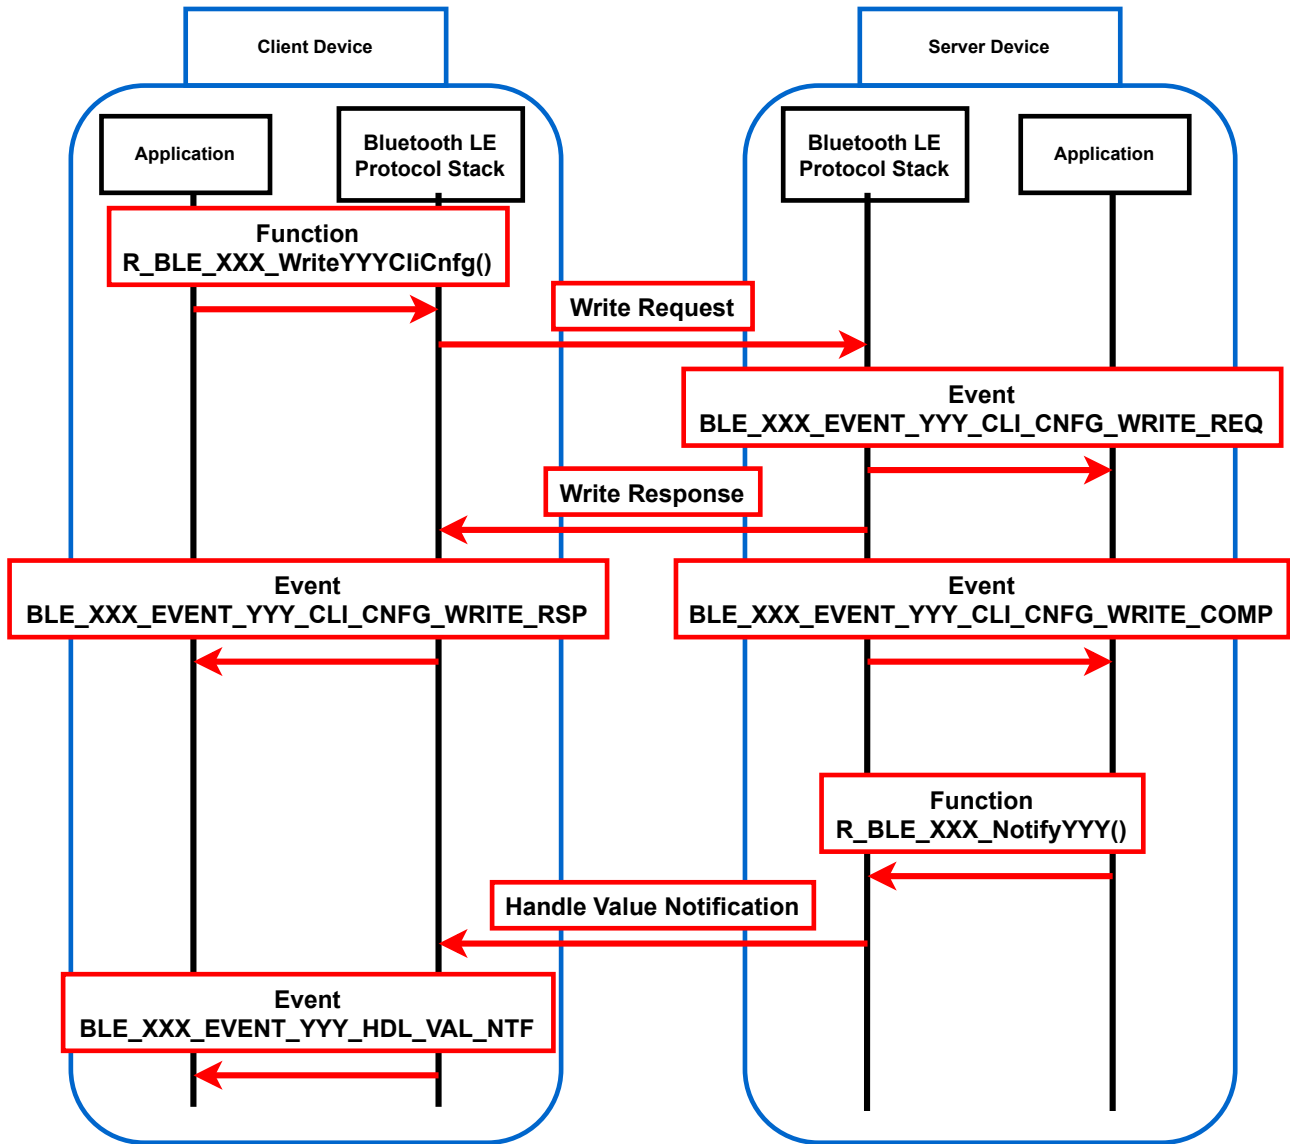 Client Device
Server Device
Application
Bluetooth LE
Protocol Stack
Bluetooth LE
Protocol Stack
Application
Function
R_BLE_XXX_WriteYYYCliCnfg()
Write Request
Event
BLE_XXX_EVENT_YYY_CLI_CNFG_WRITE_REQ
Write Response
Event
BLE_XXX_EVENT_YYY_CLI_CNFG_WRITE_RSP
Event
BLE_XXX_EVENT_YYY_CLI_CNFG_WRITE_COMP
Function
R_BLE_XXX_NotifyYYY()
Handle Value Notification
Event
BLE_XXX_EVENT_YYY_HDL_VAL_NTF